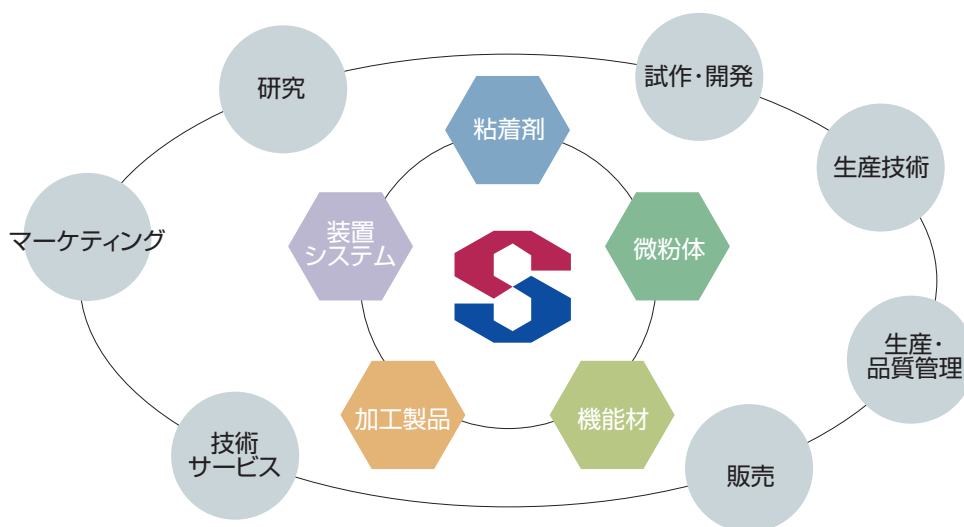 研究
試作・開発
粘着剤
生産技術
マーケティング
装置
システム
微粉体
生産・
品質管理
加工製品
機能材
技術
サービス
販売